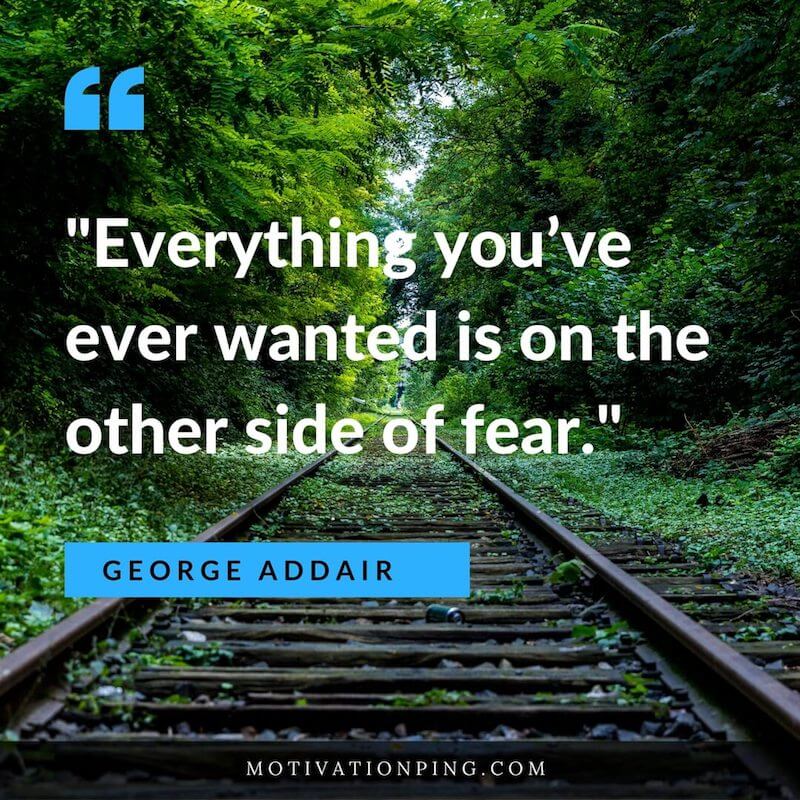 "Everything you’ve
ever wanted is on the
other side of fear."
GEORGE ADDAIR
MOTIVATIONPING.COM